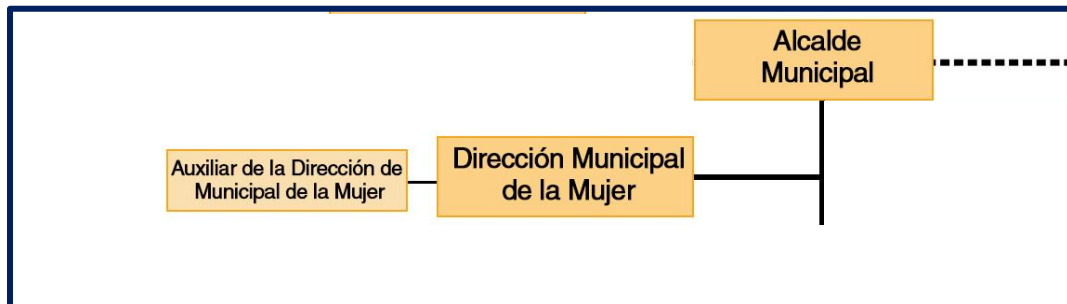 Alcalde
Municipal
Auxiliar de la Dirección de
Municipal de la Mujer
Dirección Municipal
de la Mujer